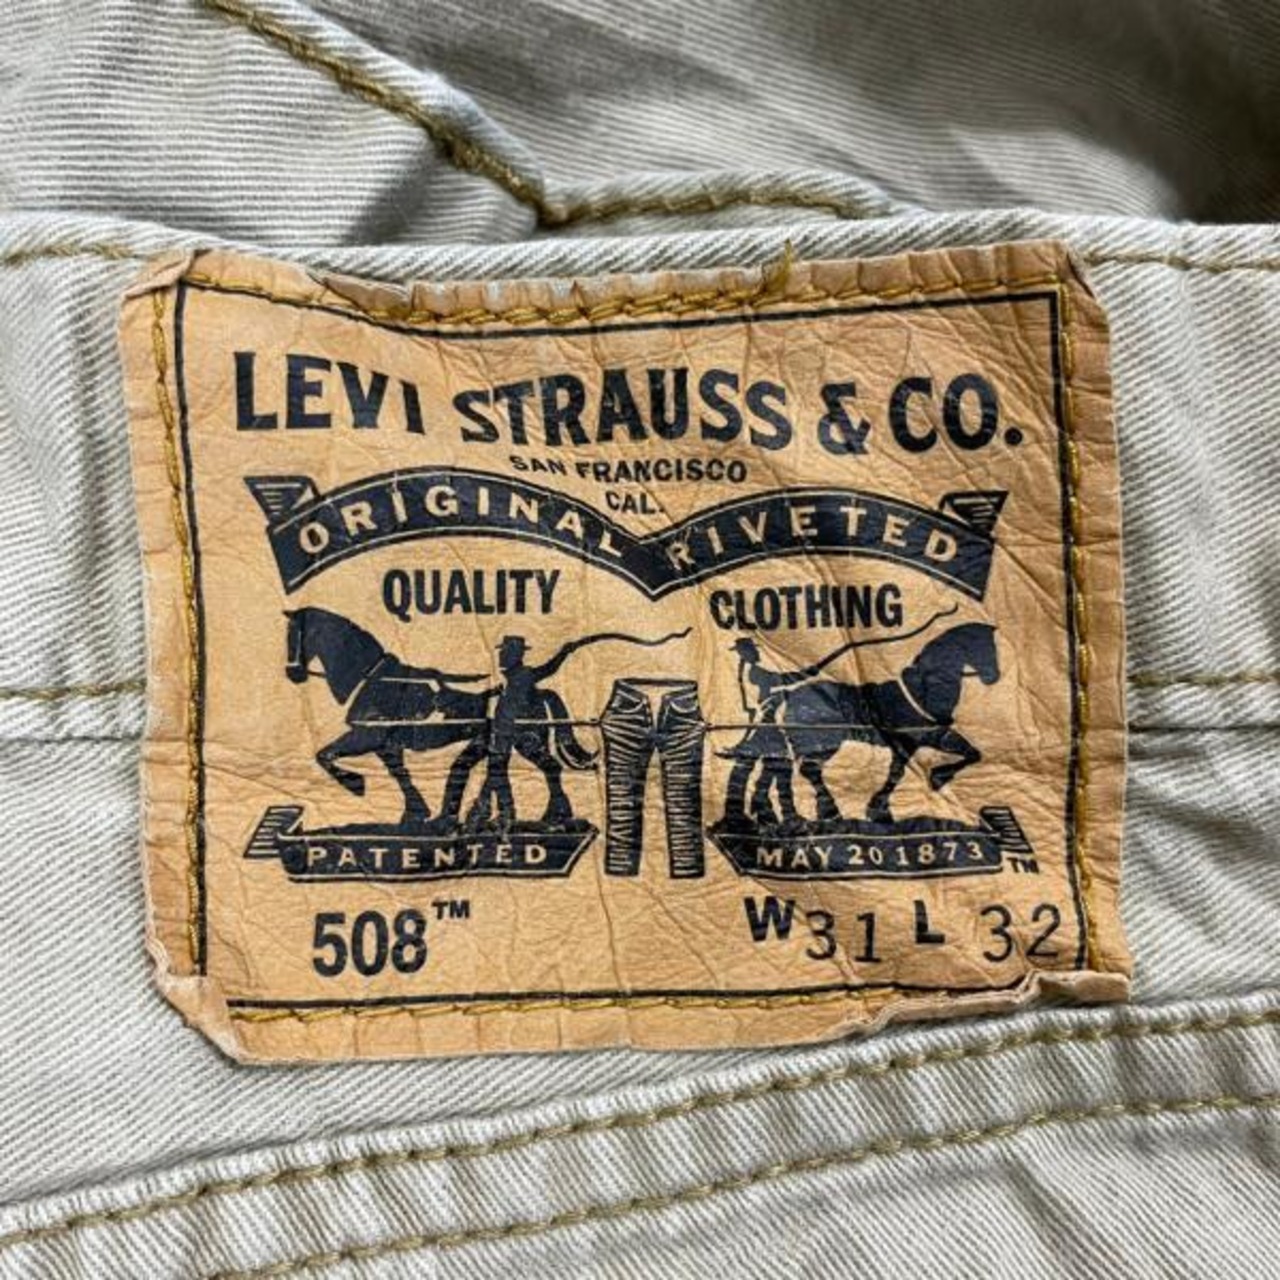 LEVI STRAUSS & CO.
SAN FRANCISCO
CAL.
ORIGINAL RIVETED
QUALITY CLOTHING
PATENTED MAY 20 1873 ™
508™ W31 L 32